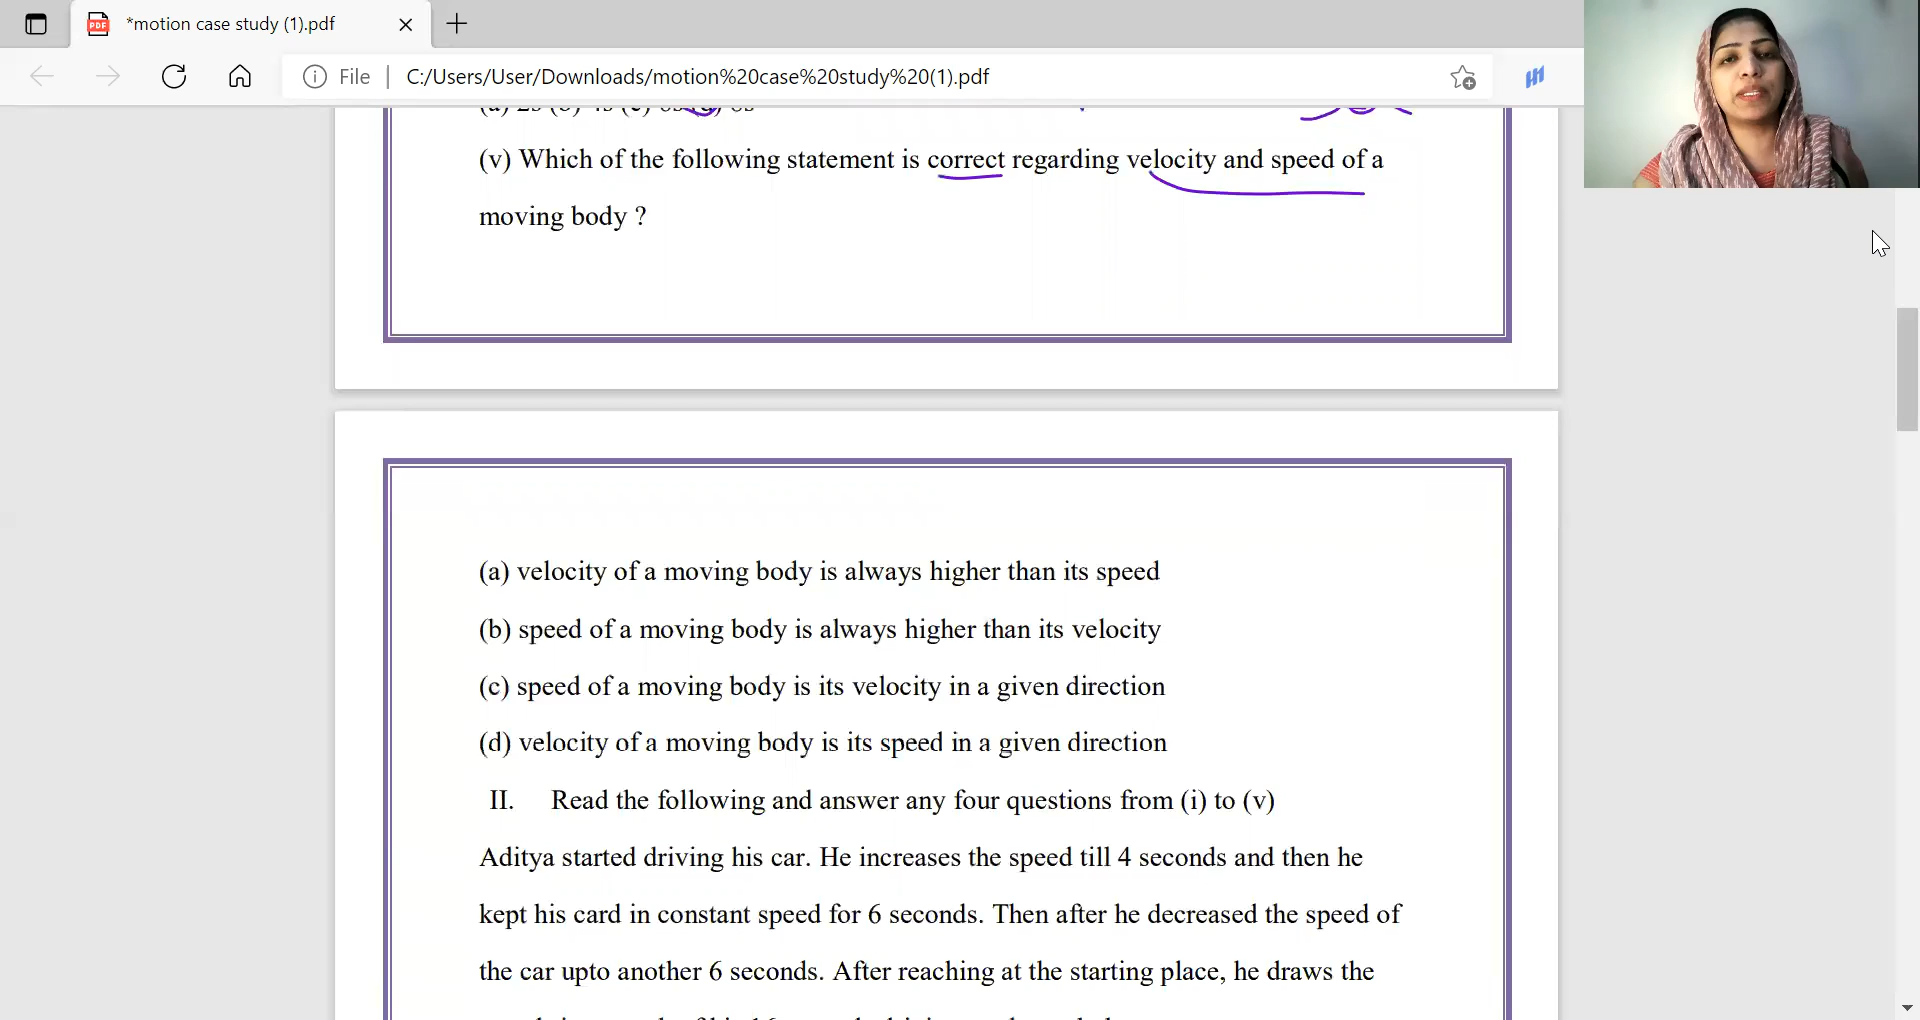 *motion case study (1).pdf
File | C:/Users/User/Downloads/motion%20case%20study%20(1).pdf
(v) Which of the following statement is correct regarding velocity and speed of a
moving body ?
(a) velocity of a moving body is always higher than its speed
(b) speed of a moving body is always higher than its velocity
(c) speed of a moving body is its velocity in a given direction
(d) velocity of a moving body is its speed in a given direction
II. Read the following and answer any four questions from (i) to (v)
Aditya started driving his car. He increases the speed till 4 seconds and then he
kept his card in constant speed for 6 seconds. Then after he decreased the speed of
the car upto another 6 seconds. After reaching at the starting place, he draws the